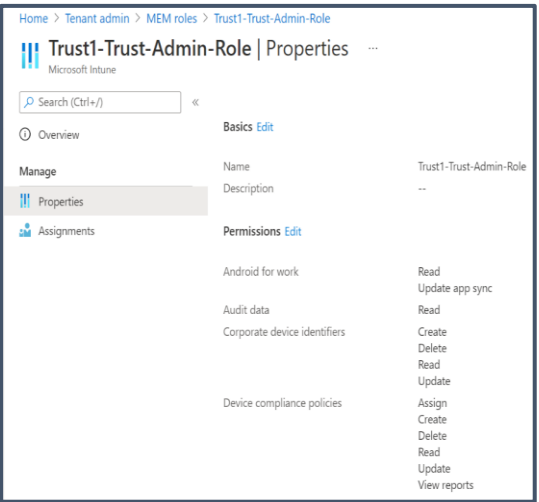 Home > Tenant admin > MEM roles > Trust1-Trust-Admin-Role
Trust1-Trust-Admin-Role | Properties ...
Microsoft Intune
Search (Ctrl+/) «
Overview
Manage
Properties
Assignments
Basics Edit
Name Trust1-Trust-Admin-Role
Description --
Permissions Edit
Android for work Read
Update app sync
Audit data Read
Corporate device identifiers Create
Delete
Read
Update
Device compliance policies Assign
Create
Delete
Read
Update
View reports